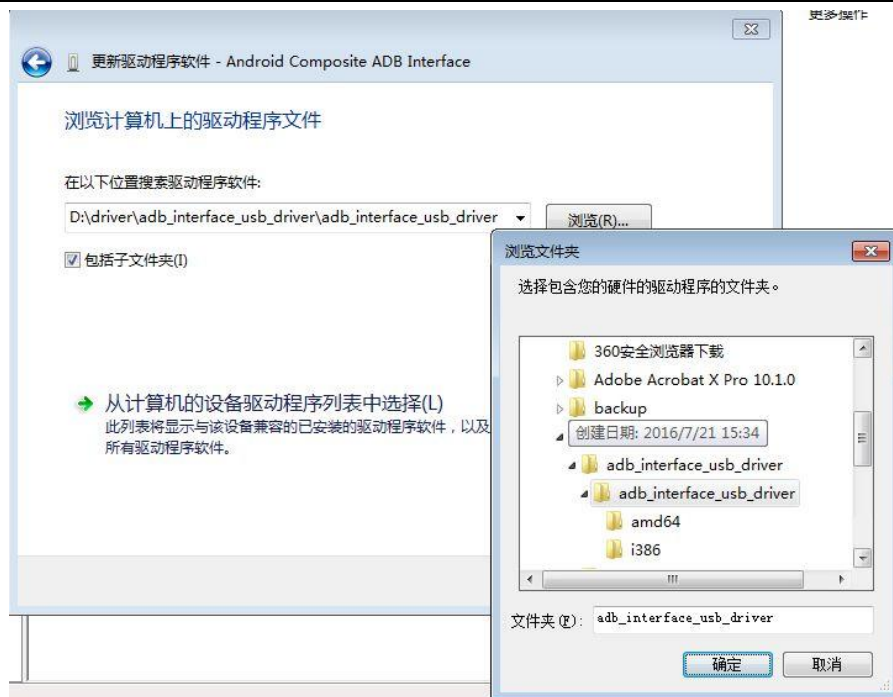 更多操作
更新驱动程序软件 - Android Composite ADB Interface
浏览计算机上的驱动程序文件
在以下位置搜索驱动程序软件:
D:\driver\adb_interface_usb_driver\adb_interface_usb_driver
浏览(R)...
包括子文件夹(I)
从计算机的设备驱动程序列表中选择(L)
此列表将显示与该设备兼容的已安装的驱动程序软件，以及
所有驱动程序软件。
浏览文件夹
选择包含您的硬件的驱动程序的文件夹。
360安全浏览器下载
Adobe Acrobat X Pro 10.1.0
backup
创建日期: 2016/7/21 15:34
adb_interface_usb_driver
adb_interface_usb_driver
amd64
i386
文件夹(F):
adb_interface_usb_driver
确定
取消